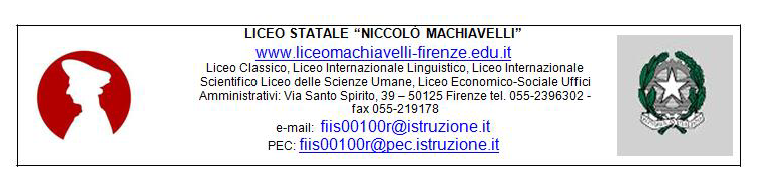 LICEO STATALE “NICCOLÒ MACHIAVELLI”
www.liceomachiavelli-firenze.edu.it
Liceo Classico, Liceo Internazionale Linguistico, Liceo Internazionale
Scientifico Liceo delle Scienze Umane, Liceo Economico-Sociale Uffici
Amministrativi: Via Santo Spirito, 39 – 50125 Firenze tel. 055-2396302 -
fax 055-219178
e-mail: fiis00100r@istruzione.it
PEC: fiis00100r@pec.istruzione.it